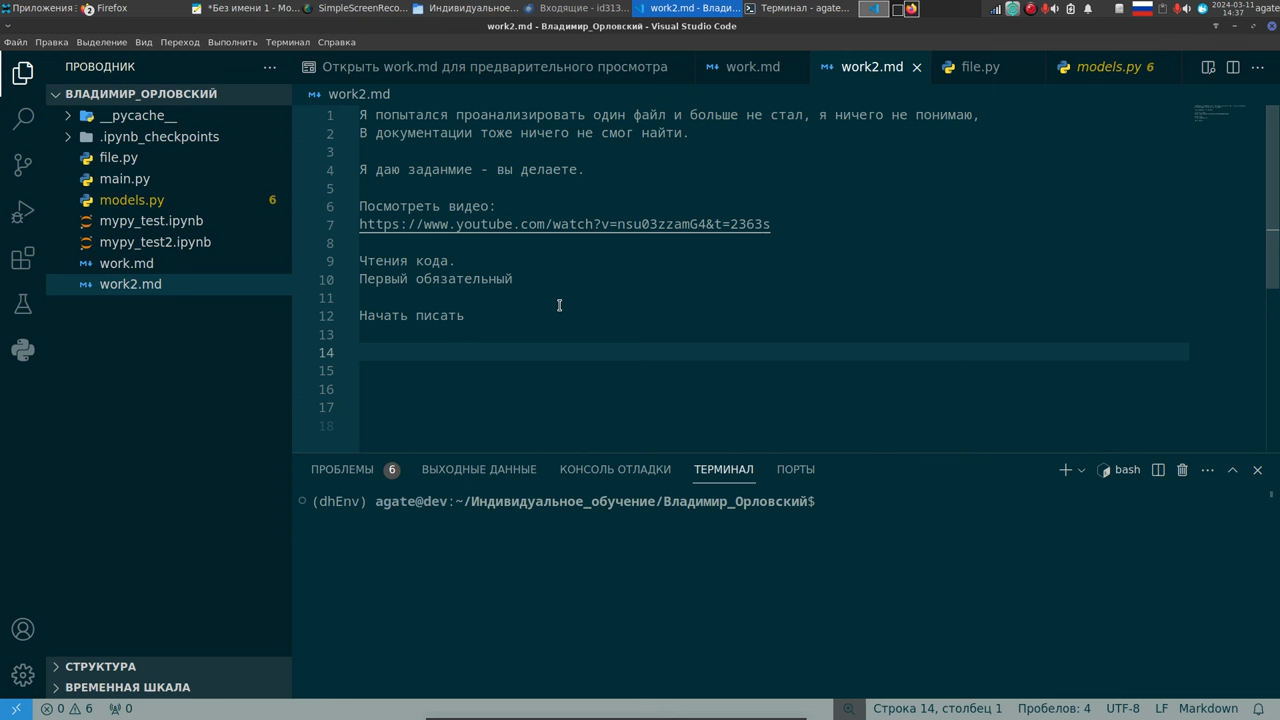 Приложения
Firefox
*Без имени 1 - Mo...
SimpleScreenReco...
Индивидуальное...
Входящие - id313...
work2.md - Влади...
Терминал - agate...
2024-03-11
14:37
agate
work2.md - Владимир_Орловский - Visual Studio Code
Файл Правка Выделение Вид Переход Выполнить Терминал Справка
ПРОВОДНИК
Открыть work.md для предварительного просмотра
work.md
work2.md
file.py
models.py 6
ВЛАДИМИР_ОРЛОВСКИЙ
__pycache__
.ipynb_checkpoints
file.py
main.py
models.py 6
mypy_test.ipynb
mypy_test2.ipynb
work.md
work2.md
СТРУКТУРА
ВРЕМЕННАЯ ШКАЛА
work2.md
1 Я попытался проанализировать один файл и больше не стал, я ничего не понимаю,
2 В документации тоже ничего не смог найти.
3
4 Я даю заданмие - вы делаете.
5
6 Посмотреть видео:
7 https://www.youtube.com/watch?v=nsu03zzamG4&t=2363s
8
9 Чтения кода.
10 Первый обязательный
11
12 Начать писать
13
14
15
16
17
18
ПРОБЛЕМЫ 6 ВЫХОДНЫЕ ДАННЫЕ КОНСОЛЬ ОТЛАДКИ ТЕРМИНАЛ ПОРТЫ
bash
(dhEnv) agate@dev:~/Индивидуальное_обучение/Владимир_Орловский$
0 6 0
Строка 14, столбец 1 Пробелов: 4 UTF-8 LF Markdown